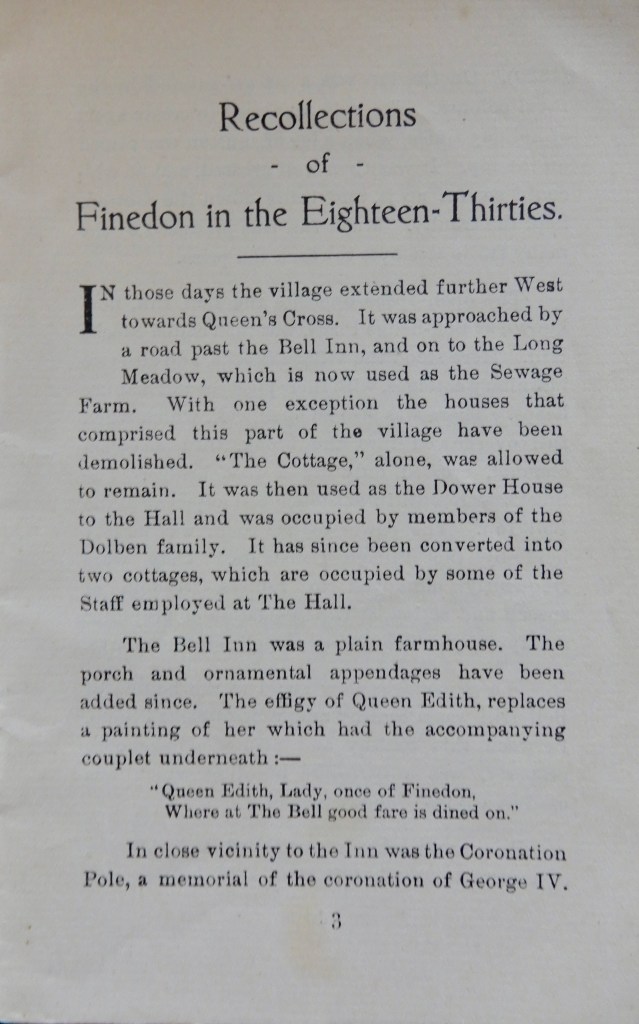 Recollections
- of -
Finedon in the Eighteen-Thirties.
IN those days the village extended further West
towards Queen's Cross. It was approached by
a road past the Bell Inn, and on to the Long
Meadow, which is now used as the Sewage
Farm. With one exception the houses that
comprised this part of the village have been
demolished. "The Cottage," alone, was allowed
to remain. It was then used as the Dower House
to the Hall and was occupied by members of the
Dolben family. It has since been converted into
two cottages, which are occupied by some of the
Staff employed at The Hall.
The Bell Inn was a plain farmhouse. The
porch and ornamental appendages have been
added since. The effigy of Queen Edith, replaces
a painting of her which had the accompanying
couplet underneath :—
"Queen Edith, Lady, once of Finedon,
Where at The Bell good fare is dined on."
In close vicinity to the Inn was the Coronation
Pole, a memorial of the coronation of George IV.
3